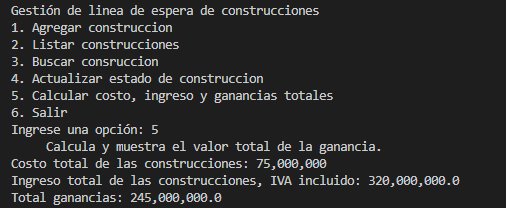 Gestión de linea de espera de construcciones
1. Agregar construccion
2. Listar construcciones
3. Buscar consruccion
4. Actualizar estado de construccion
5. Calcular costo, ingreso y ganancias totales
6. Salir
Ingrese una opción: 5
    Calcula y muestra el valor total de la ganancia.
Costo total de las construcciones: 75,000,000
Ingreso total de las construcciones, IVA incluido: 320,000,000.0
Total ganancias: 245,000,000.0